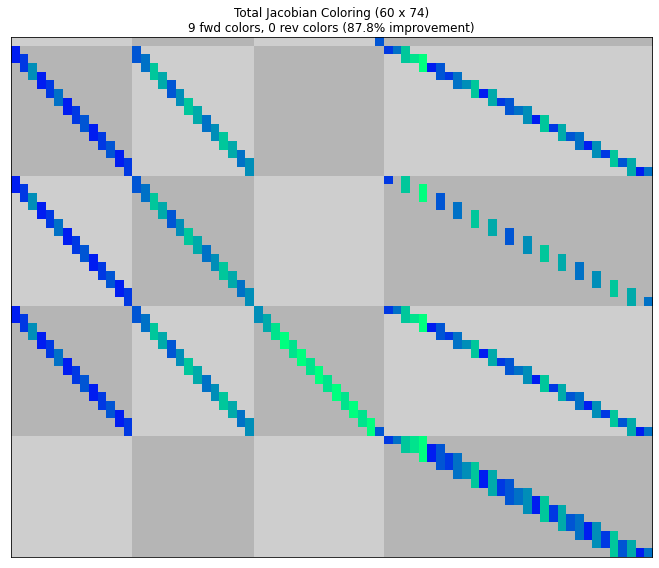 Total Jacobian Coloring (60 x 74)
9 fwd colors, 0 rev colors (87.8% improvement)